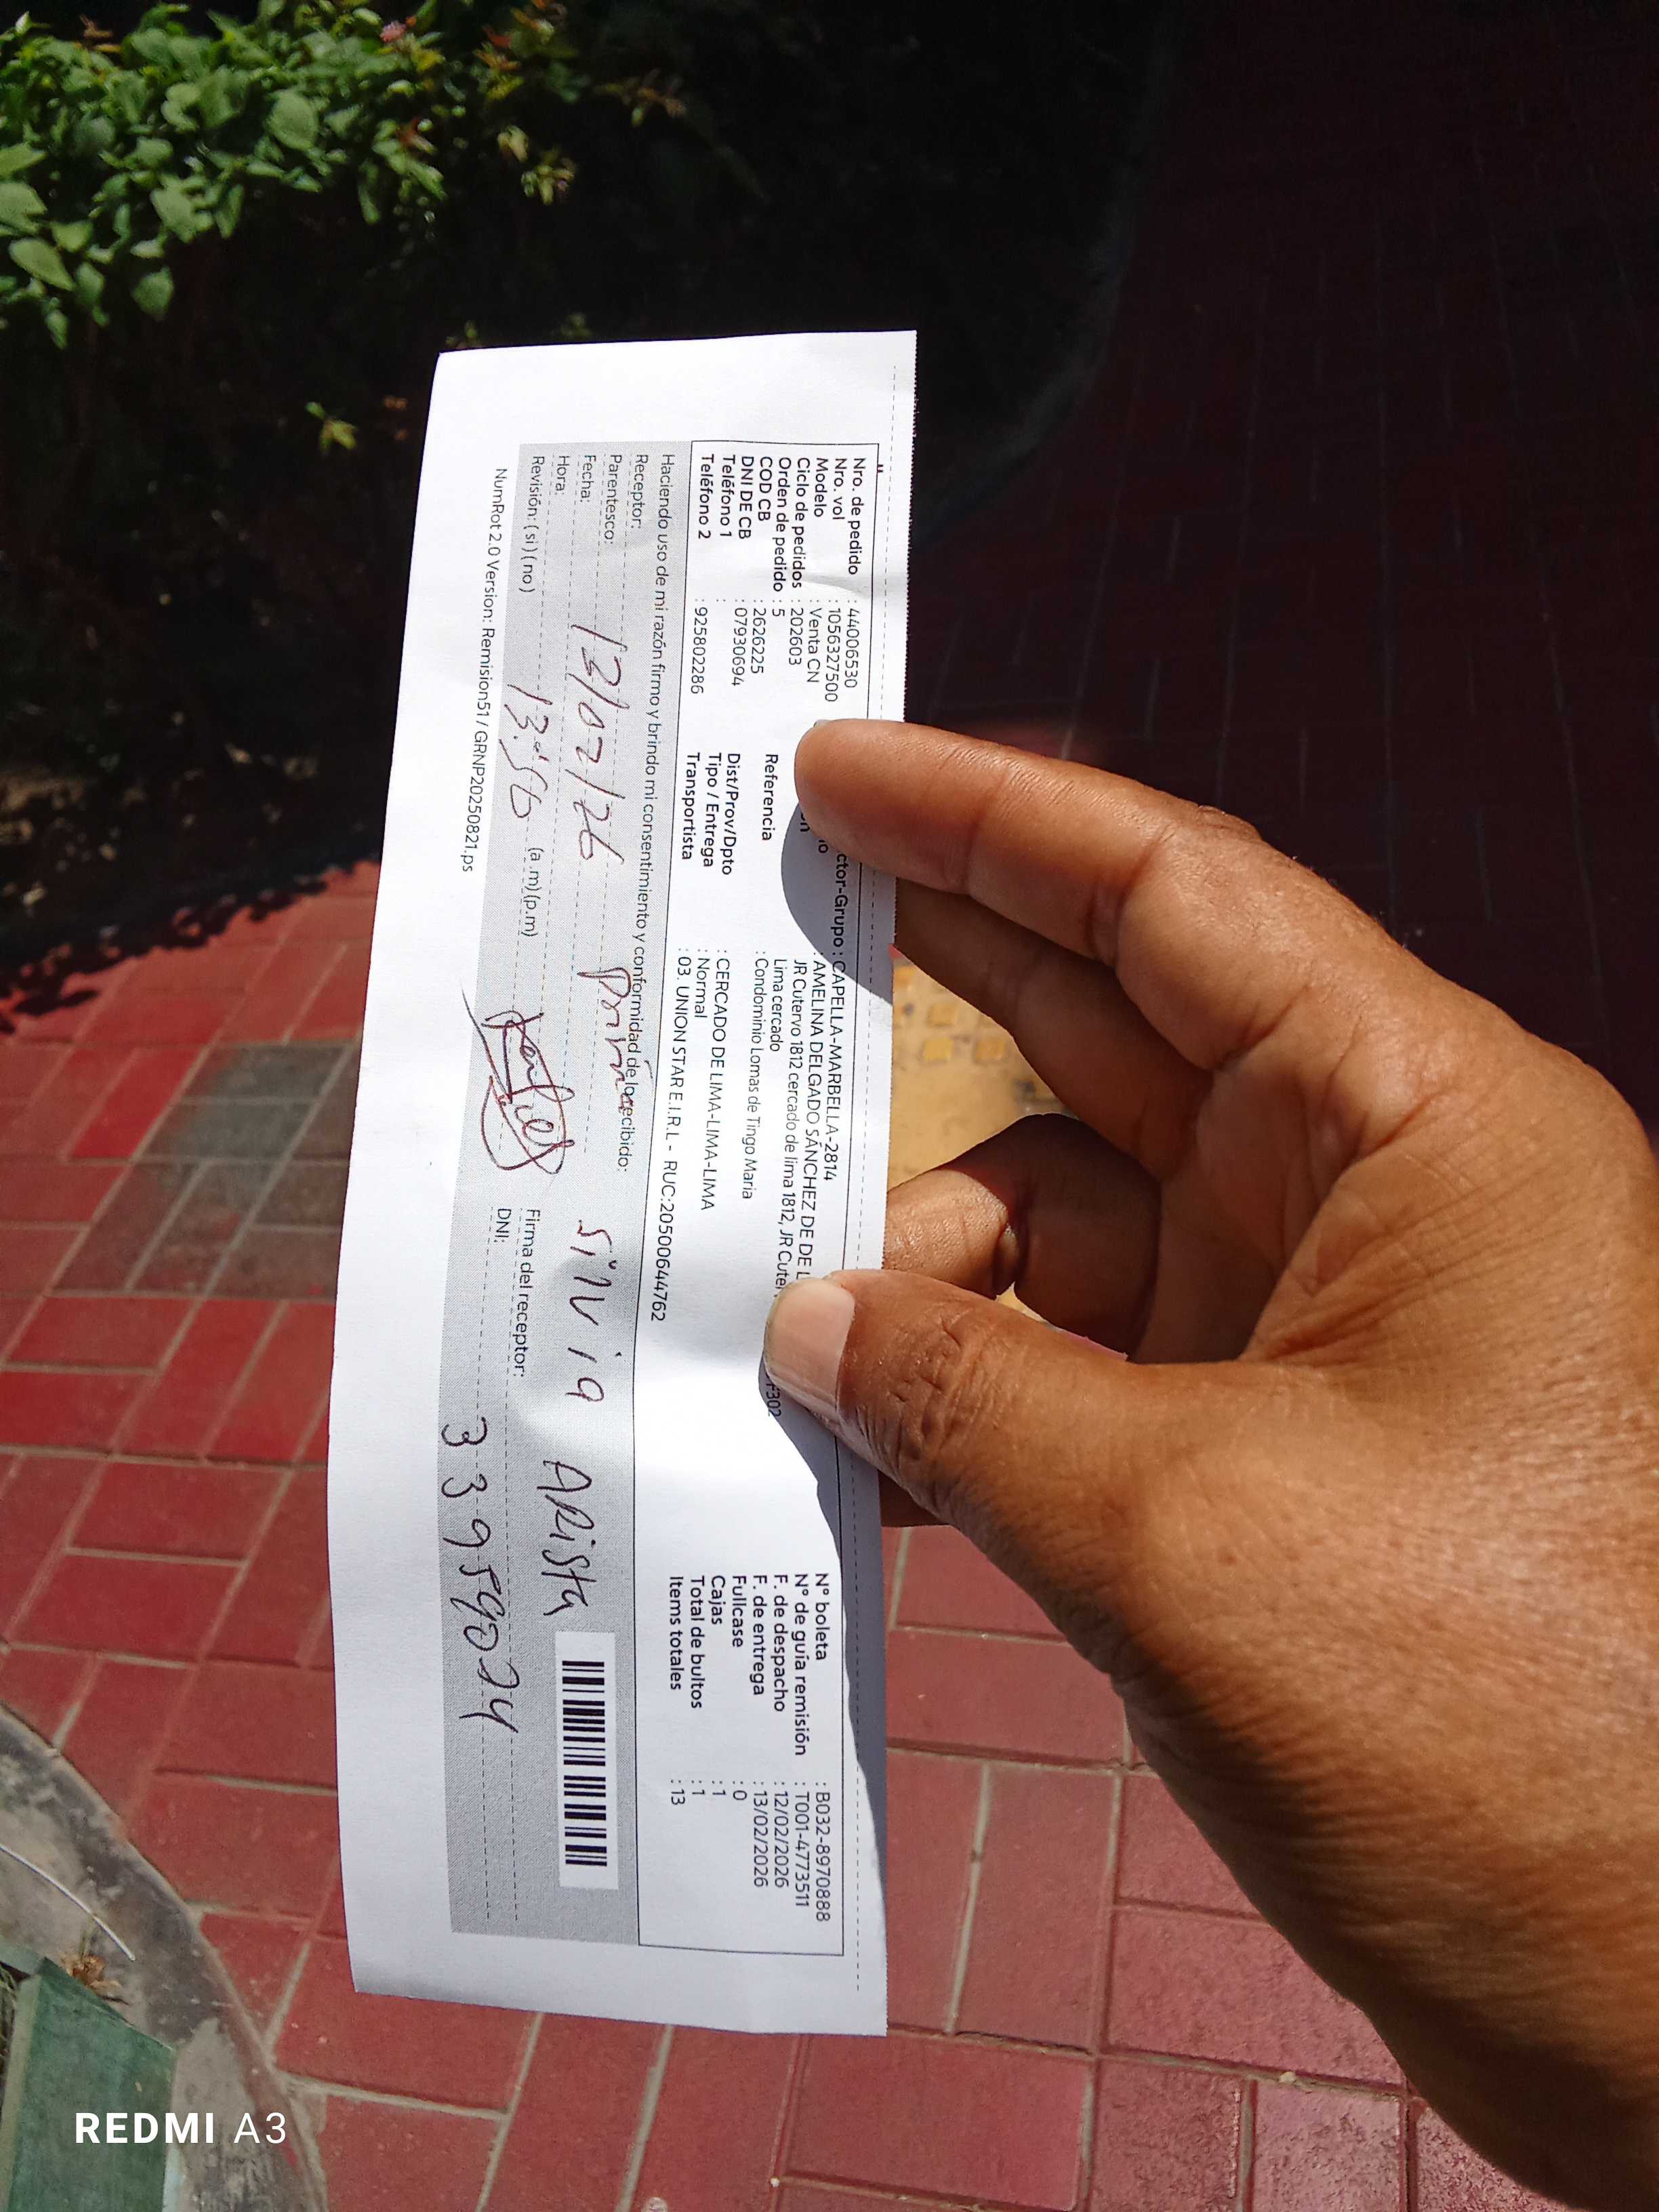 Nro. de pedido : 44006530
Nro. vol : 1056327500
Modelo : Venta CN
Ciclo de pedidos : 202603
Orden de pedido : 5
COD CB : 2626225
DNI DE CB : 07930694
Teléfono 1 :
Teléfono 2 : 925802286
ctor-Grupo : CAPELLA-MARBELLA-2814
: AMELINA DELGADO SÁNCHEZ DE DE L
JR Cutervo 1812 cercado de lima 1812, JR Cuter
Lima cercado
Referencia : Condominio Lomas de Tingo Maria
Dist/Prov/Dpto : CERCADO DE LIMA-LIMA-LIMA
Tipo / Entrega : Normal
Transportista : 03. UNION STAR E.I.R.L - RUC:20500644762
F302
N° boleta : B032-8970888
N° de guía remisión : T001-4773511
F. de despacho : 12/02/2026
F. de entrega : 13/02/2026
Fullcase : 0
Cajas : 1
Total de bultos : 1
Items totales : 13
Haciendo uso de mi razón firmo y brindo mi consentimiento y conformidad de lo recibido:
Receptor: Silvia Arista
Parentesco: prima
Fecha: 13/02/26
Hora: 13:56 (a.m)(p.m)
Revisión: (si) (no)
Firma del receptor:
DNI: 33959024
NumRot 2.0 Version: Remision51 / GRNP20250821.ps
REDMI A3